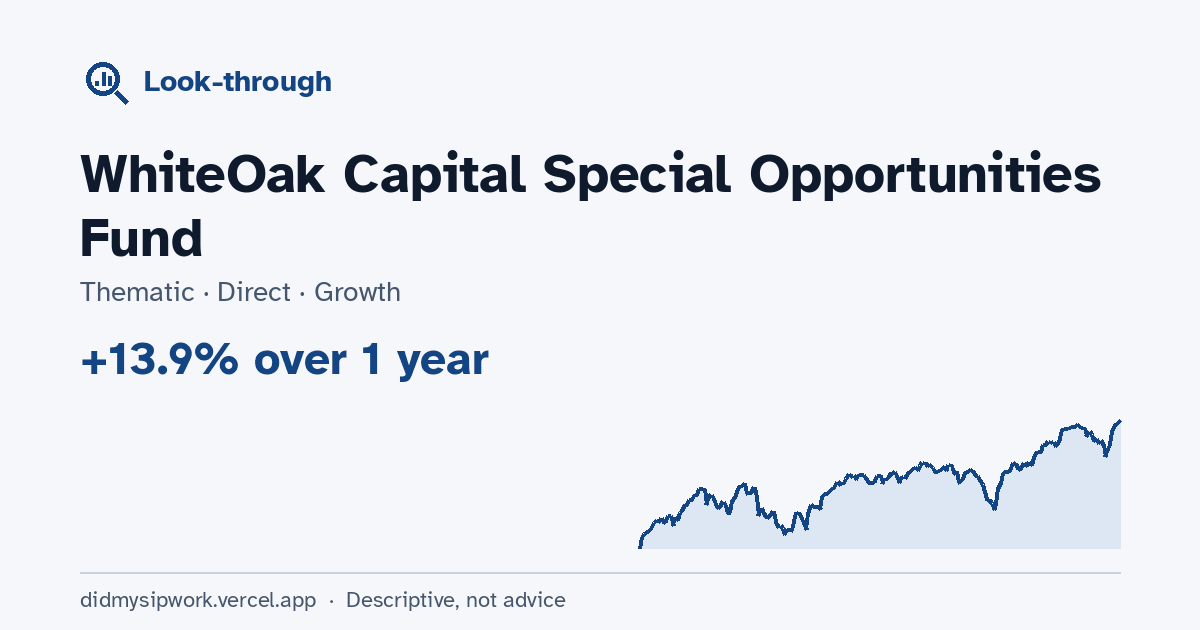 Look-through
WhiteOak Capital Special Opportunities
Fund
Thematic · Direct · Growth
+13.9% over 1 year
didmysipwork.vercel.app · Descriptive, not advice